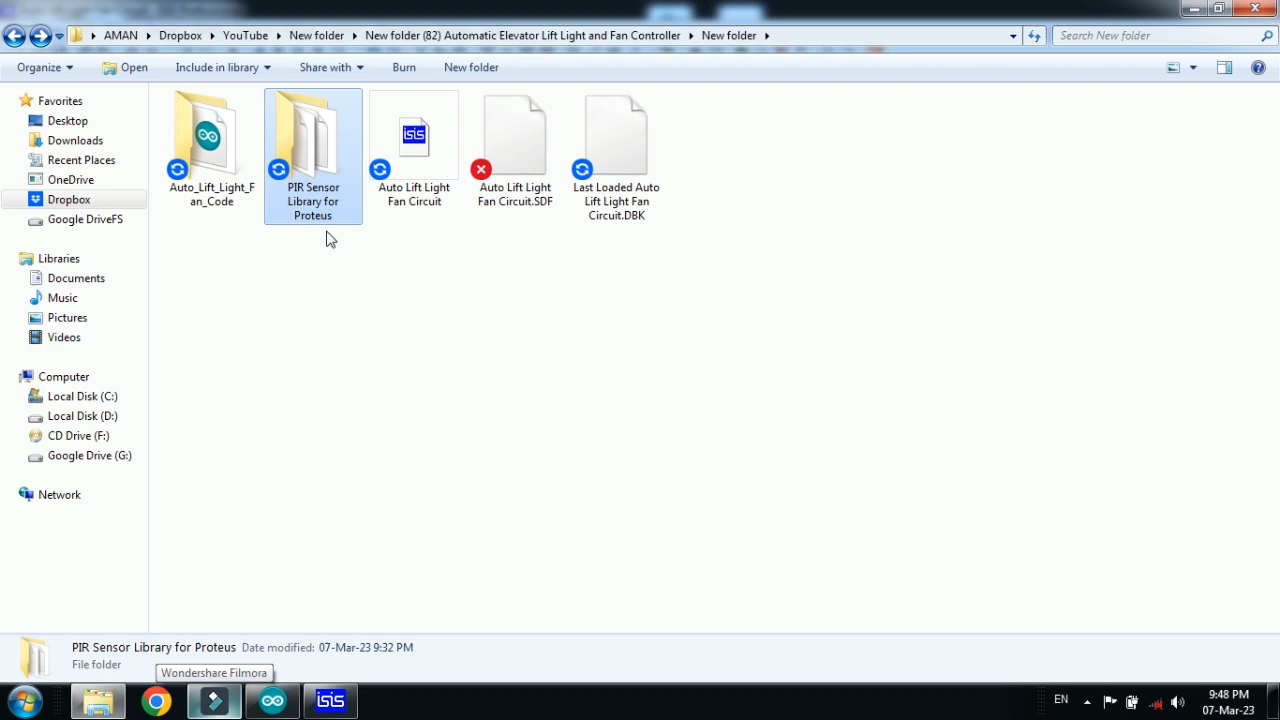 AMAN Dropbox YouTube New folder New folder (82) Automatic Elevator Lift Light and Fan Controller New folder
Search New folder
Organize Open Include in library Share with Burn New folder
Favorites
Desktop
Downloads
Recent Places
OneDrive
Dropbox
Google DriveFS
Libraries
Documents
Music
Pictures
Videos
Computer
Local Disk (C:)
Local Disk (D:)
CD Drive (F:)
Google Drive (G:)
Network
Auto_Lift_Light_F
an_Code
PIR Sensor
Library for
Proteus
isis
Auto Lift Light
Fan Circuit
Auto Lift Light
Fan Circuit.SDF
Last Loaded Auto
Lift Light Fan
Circuit.DBK
PIR Sensor Library for Proteus Date modified: 07-Mar-23 9:32 PM
File folder
Wondershare Filmora
isis
EN
9:48 PM
07-Mar-23